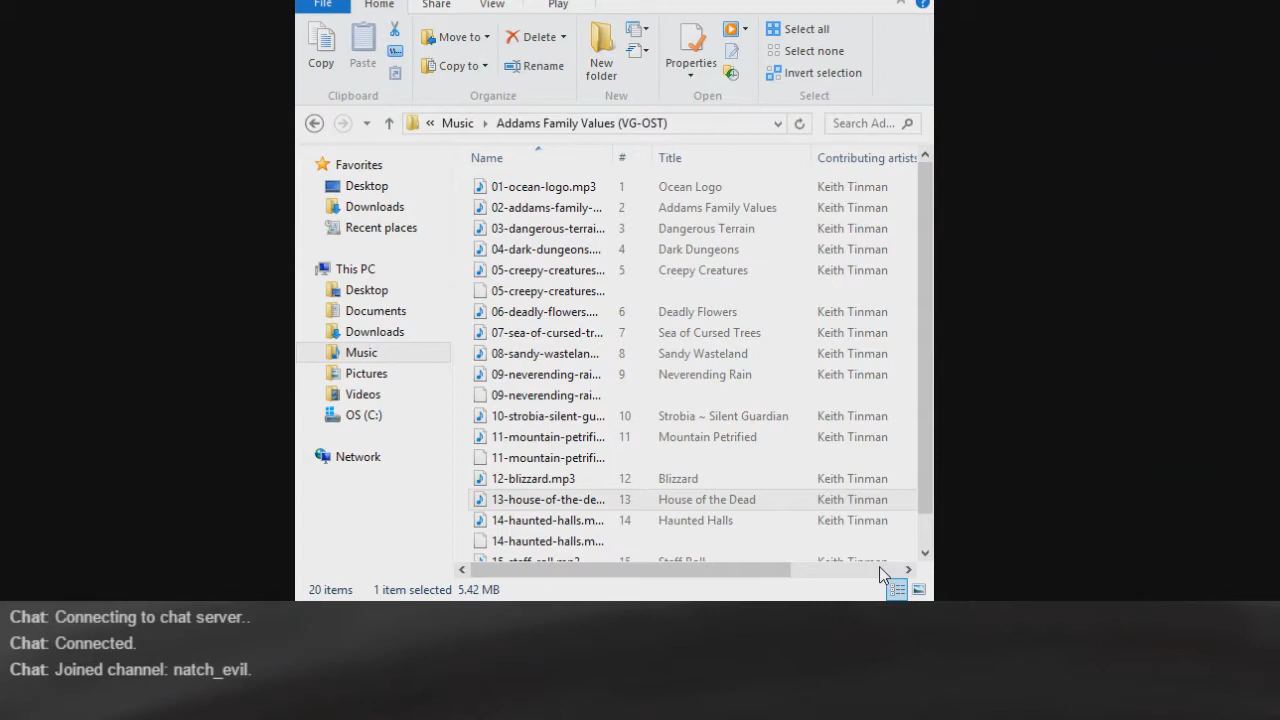 File Home Share View Play
Copy
Paste
Move to
Copy to
Delete
Rename
New folder
Properties
Select all
Select none
Invert selection
Clipboard Organize New Open Select
« Music Addams Family Values (VG-OST) Search Ad...
Favorites
Desktop
Downloads
Recent places
This PC
Desktop
Documents
Downloads
Music
Pictures
Videos
OS (C:)
Network
Name # Title Contributing artists
01-ocean-logo.mp3 1 Ocean Logo Keith Tinman
02-addams-family-... 2 Addams Family Values Keith Tinman
03-dangerous-terrai... 3 Dangerous Terrain Keith Tinman
04-dark-dungeons.... 4 Dark Dungeons Keith Tinman
05-creepy-creatures... 5 Creepy Creatures Keith Tinman
05-creepy-creatures...
06-deadly-flowers.... 6 Deadly Flowers Keith Tinman
07-sea-of-cursed-tr... 7 Sea of Cursed Trees Keith Tinman
08-sandy-wastelan... 8 Sandy Wasteland Keith Tinman
09-neverending-rai... 9 Neverending Rain Keith Tinman
09-neverending-rai...
10-strobia-silent-gu... 10 Strobia ~ Silent Guardian Keith Tinman
11-mountain-petrifi... 11 Mountain Petrified Keith Tinman
11-mountain-petrifi...
12-blizzard.mp3 12 Blizzard Keith Tinman
13-house-of-the-de... 13 House of the Dead Keith Tinman
14-haunted-halls.m... 14 Haunted Halls Keith Tinman
14-haunted-halls.m...
15-staff-roll.mp3 15 Staff Roll Keith Tinman
20 items 1 item selected 5.42 MB
Chat: Connecting to chat server..
Chat: Connected.
Chat: Joined channel: natch_evil.